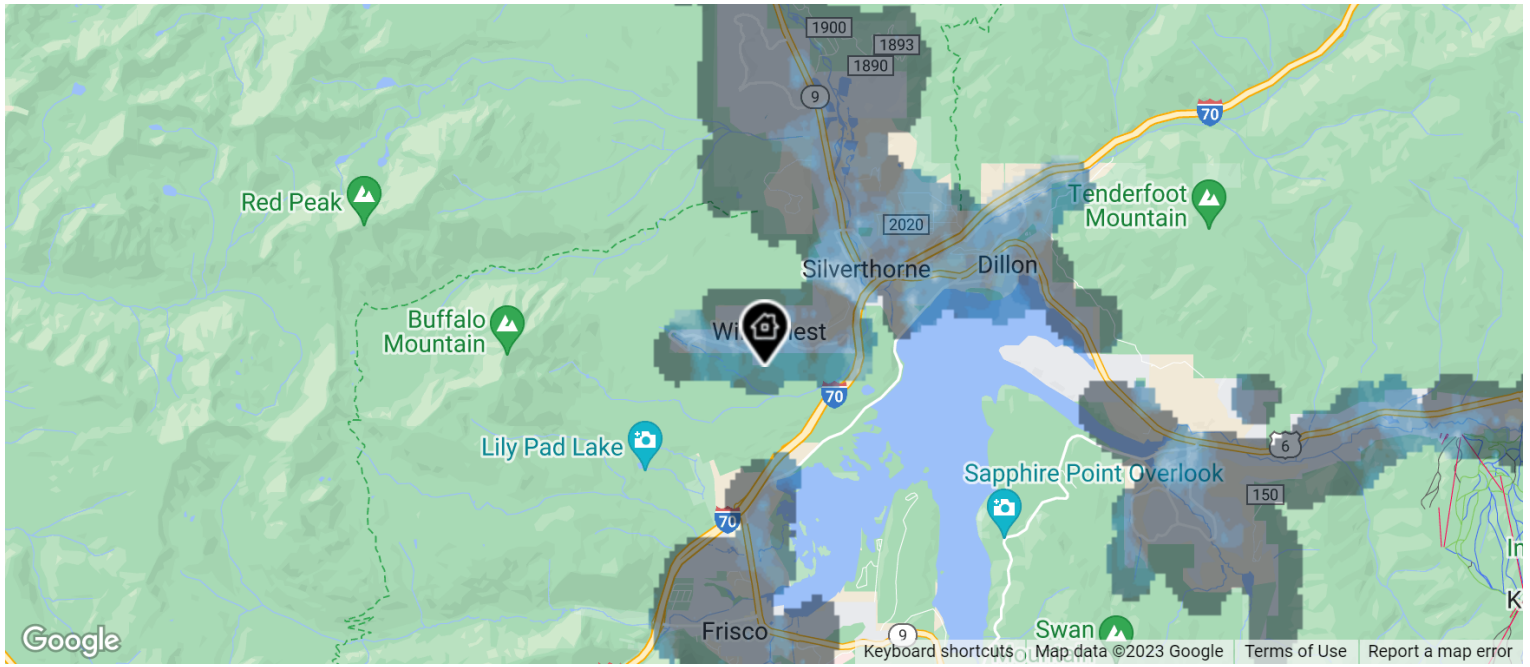 1900
1893
1890
9
70
Red Peak
Tenderfoot
Mountain
2020
Silverthorne
Dillon
Buffalo
Mountain
70
Lily Pad Lake
6
Sapphire Point Overlook
150
70
Google
Frisco
9
Swan
Mountain
Keyboard shortcuts
Map data ©2023 Google
Terms of Use
Report a map error